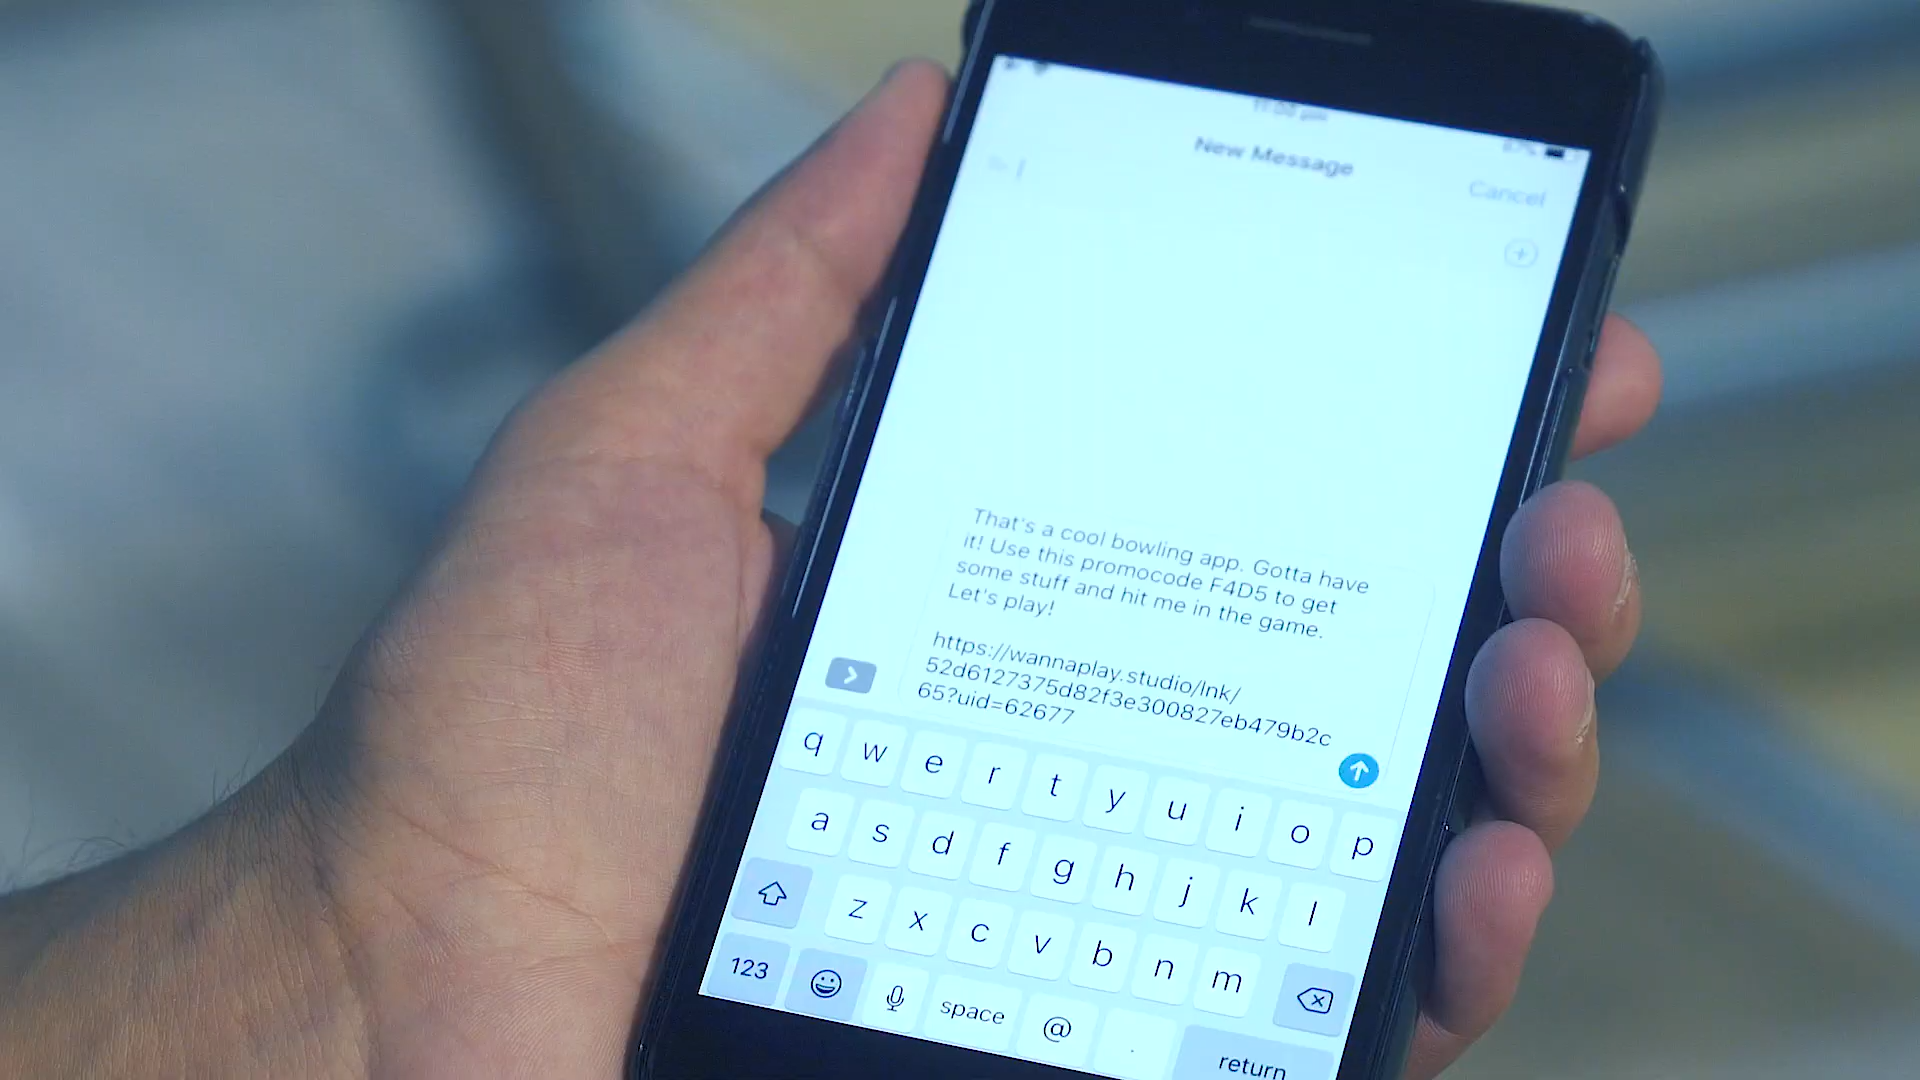 New Message
Cancel
That's a cool bowling app. Gotta have
it! Use this promocode F4D5 to get
some stuff and hit me in the game.
Let's play!
https://wannaplay.studio/lnk/
52d6127375d82f3e300827eb479b2c
65?uid=62677
q w e r t y u i o p
a s d f g h j k l
z x c v b n m
123 space @ . return